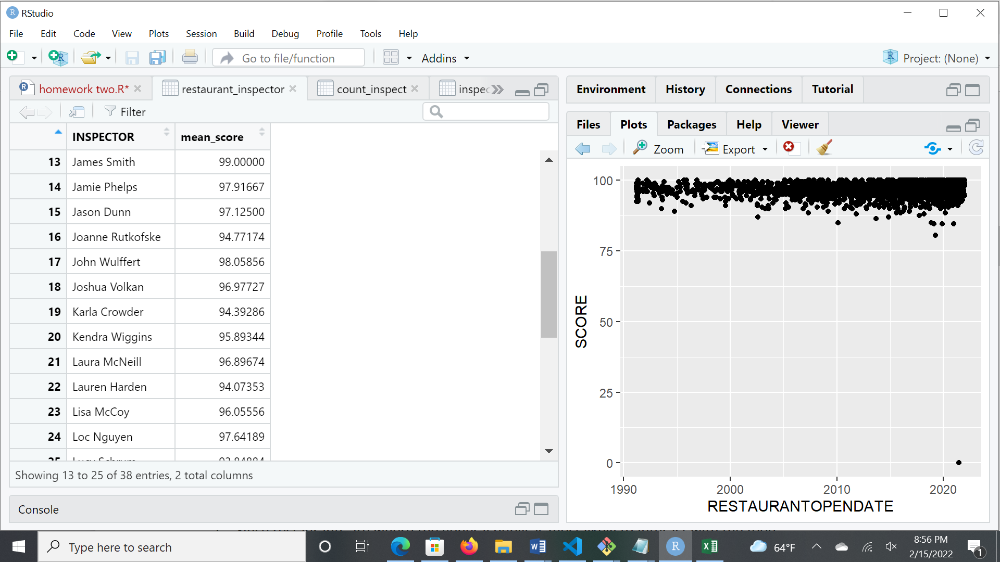 RStudio
File Edit Code View Plots Session Build Debug Profile Tools Help
Go to file/function Addins Project: (None)
homework two.R* restaurant_inspector count_inspect inspec
Filter
INSPECTOR mean_score
13 James Smith 99.00000
14 Jamie Phelps 97.91667
15 Jason Dunn 97.12500
16 Joanne Rutkofske 94.77174
17 John Wulffert 98.05856
18 Joshua Volkan 96.97727
19 Karla Crowder 94.39286
20 Kendra Wiggins 95.89344
21 Laura McNeill 96.89674
22 Lauren Harden 94.07353
23 Lisa McCoy 96.05556
24 Loc Nguyen 97.64189
Showing 13 to 25 of 38 entries, 2 total columns
Console
Environment History Connections Tutorial
Files Plots Packages Help Viewer
Zoom Export
100
75
50
25
0
SCORE
1990 2000 2010 2020
RESTAURANTOPENDATE
Type here to search
64°F
8:56 PM
2/15/2022
1